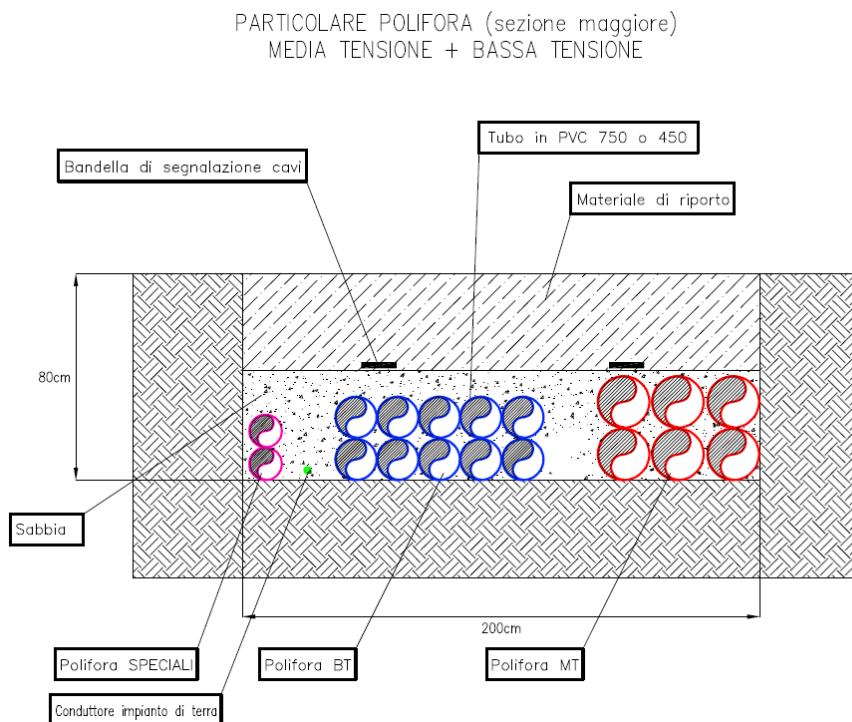 PARTICOLARE POLIFORA (sezione maggiore)
MEDIA TENSIONE + BASSA TENSIONE
Tubo in PVC 750 o 450
Bandella di segnalazione cavi
Materiale di riporto
80cm
Sabbia
200cm
Polifora SPECIALI
Polifora BT
Polifora MT
Conduttore impianto di terra